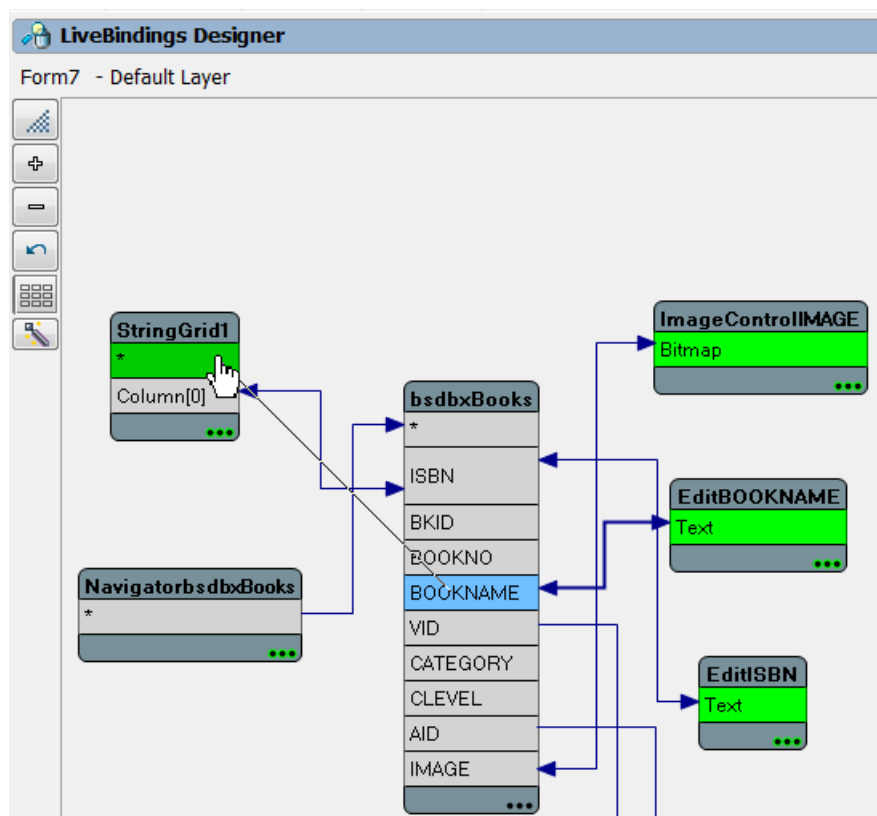 LiveBindings Designer
Form7 - Default Layer
StringGrid1
*
Column[0]
NavigatorbsdbxBooks
*
bsdbxBooks
*
ISBN
BKID
BOOKNO
BOOKNAME
VID
CATEGORY
CLEVEL
AID
IMAGE
ImageControlIMAGE
Bitmap
EditBOOKNAME
Text
EditISBN
Text